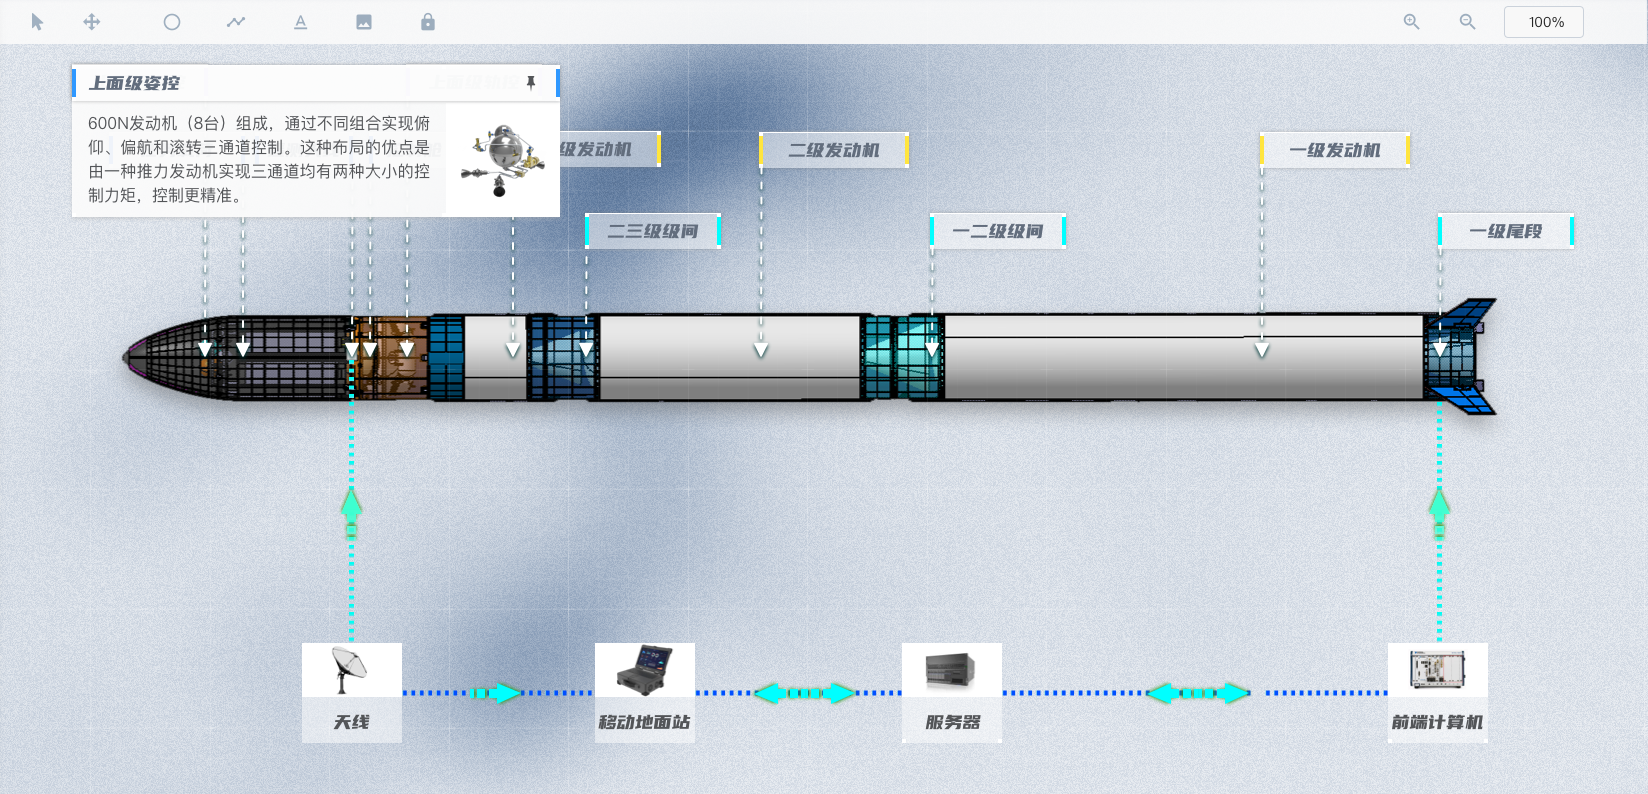 100%
上面级姿控
600N发动机（8台）组成，通过不同组合实现俯
仰、偏航和滚转三通道控制。这种布局的优点是
由一种推力发动机实现三通道均有两种大小的控
制力矩，控制更精准。
级发动机
二级发动机
一级发动机
二三级级间
一二级级间
一级尾段
天线
移动地面站
服务器
前端计算机